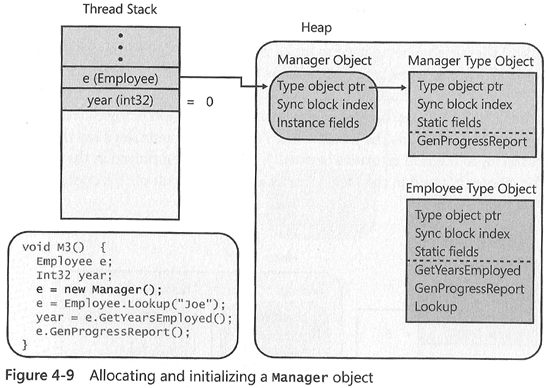 Thread Stack
Heap
e (Employee)
year (int32)
= 0
Manager Object
Type object ptr
Sync block index
Instance fields
Manager Type Object
Type object ptr
Sync block index
Static fields
GenProgressReport
Employee Type Object
Type object ptr
Sync block index
Static fields
GetYearsEmployed
GenProgressReport
Lookup
void M3() {
Employee e;
Int32 year;
e = new Manager();
e = Employee.Lookup("Joe");
year = e.GetYearsEmployed();
e.GenProgressReport();
}
Figure 4-9 Allocating and initializing a Manager object